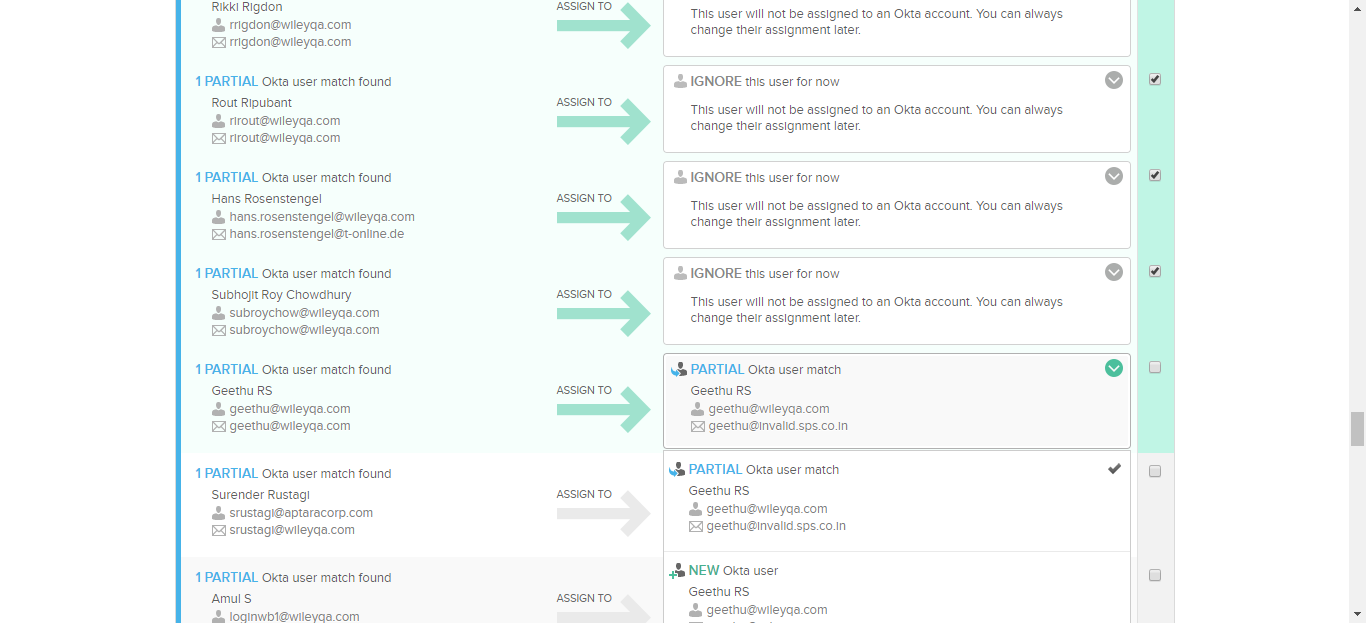 Rikki Rigdon
rrigdon@wileyqa.com
rrigdon@wileyqa.com
ASSIGN TO
This user will not be assigned to an Okta account. You can always
change their assignment later.
1 PARTIAL Okta user match found
Rout Ripubant
rirout@wileyqa.com
rirout@wileyqa.com
ASSIGN TO
IGNORE this user for now
This user will not be assigned to an Okta account. You can always
change their assignment later.
1 PARTIAL Okta user match found
Hans Rosenstengel
hans.rosenstengel@wileyqa.com
hans.rosenstengel@t-online.de
ASSIGN TO
IGNORE this user for now
This user will not be assigned to an Okta account. You can always
change their assignment later.
1 PARTIAL Okta user match found
Subhojit Roy Chowdhury
subroychow@wileyqa.com
subroychow@wileyqa.com
ASSIGN TO
IGNORE this user for now
This user will not be assigned to an Okta account. You can always
change their assignment later.
1 PARTIAL Okta user match found
Geethu RS
geethu@wileyqa.com
geethu@wileyqa.com
ASSIGN TO
PARTIAL Okta user match
Geethu RS
geethu@wileyqa.com
geethu@invalid.sps.co.in
1 PARTIAL Okta user match found
Surender Rustagi
srustagi@aptaracorp.com
srustagi@wileyqa.com
ASSIGN TO
PARTIAL Okta user match
Geethu RS
geethu@wileyqa.com
geethu@invalid.sps.co.in
1 PARTIAL Okta user match found
Amul S
loginwb1@wileyqa.com
ASSIGN TO
NEW Okta user
Geethu RS
geethu@wileyqa.com